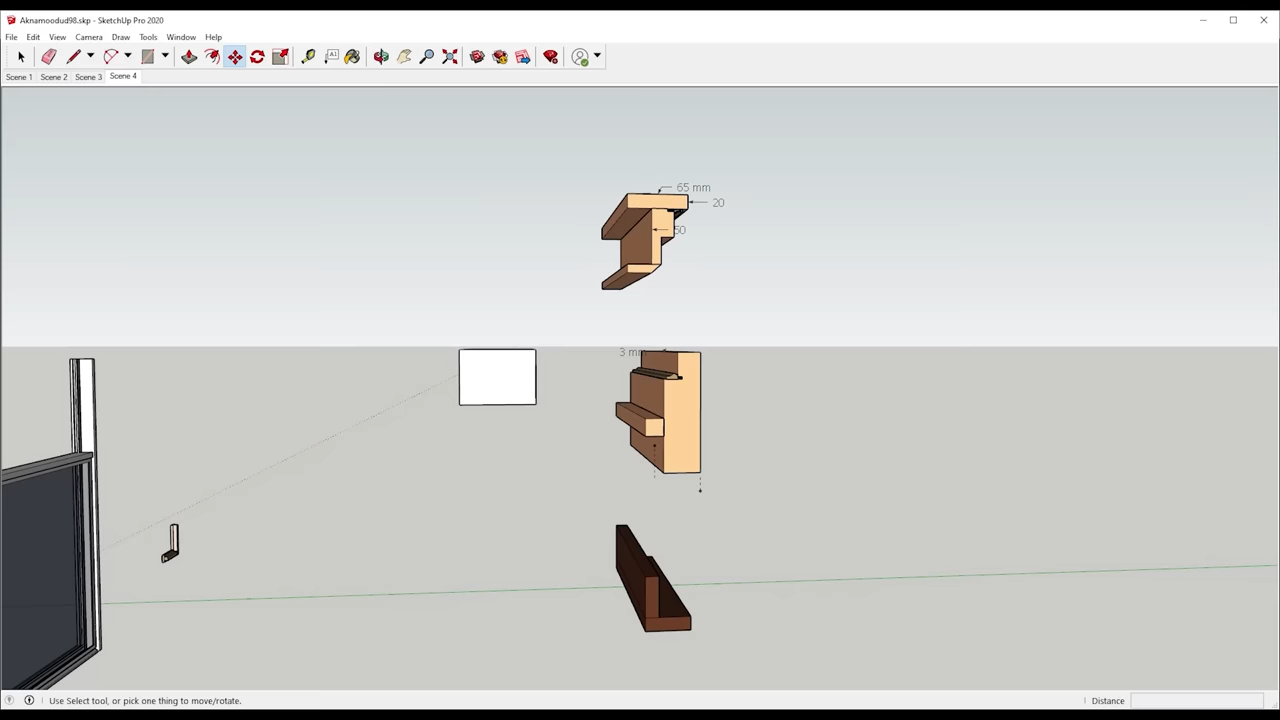 Aknamoodud98.skp - SketchUp Pro 2020
File Edit View Camera Draw Tools Window Help
A1
Scene 1 Scene 2 Scene 3 Scene 4
65 mm
20
50
3 mm
Use Select tool, or pick one thing to move/rotate.
Distance